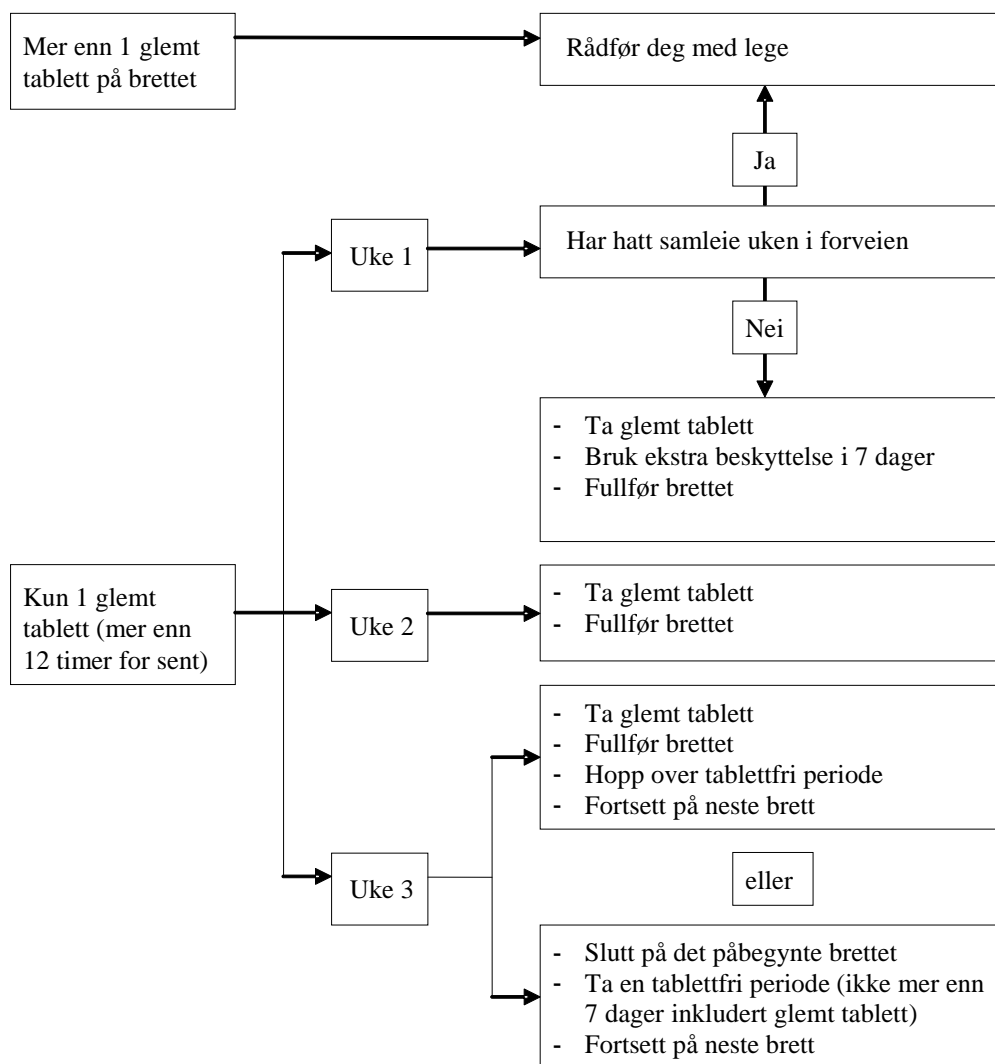 Mer enn 1 glemt
tablett på brettet
Rådfør deg med lege
Ja
Uke 1
Har hatt samleie uken i forveien
Nei
- Ta glemt tablett
- Bruk ekstra beskyttelse i 7 dager
- Fullfør brettet
Kun 1 glemt
tablett (mer enn
12 timer for sent)
Uke 2
- Ta glemt tablett
- Fullfør brettet
- Ta glemt tablett
- Fullfør brettet
- Hopp over tablettfri periode
- Fortsett på neste brett
Uke 3
eller
- Slutt på det påbegynte brettet
- Ta en tablettfri periode (ikke mer enn
7 dager inkludert glemt tablett)
- Fortsett på neste brett